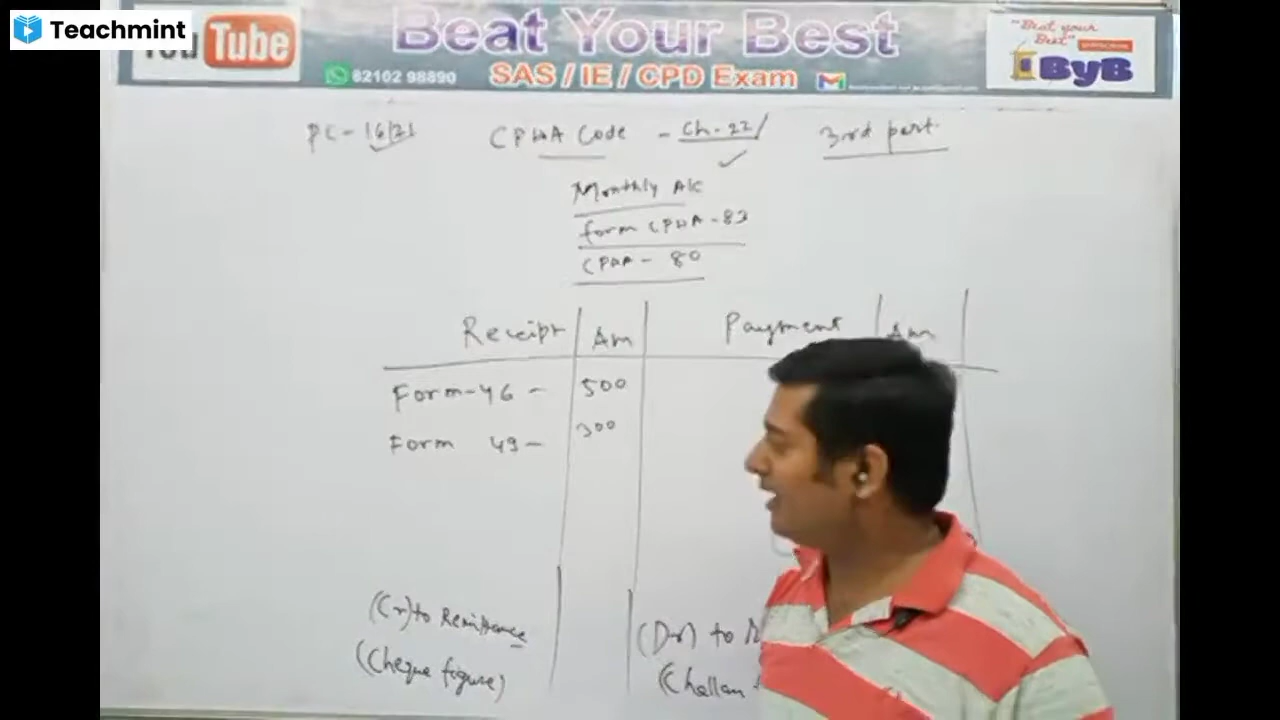 Teachmint
You Tube
Beat Your Best
"Beat your
Best"
SUBSCRIBE
82102 98890
SAS / IE / CPD Exam
ByB
PC - 16/21
CPWA Code - Ch-22/
3rd part
Monthly A/C
form CPWA - 83
CPWA - 80
Receipt Am Payment Am
Form-46 - 500
Form 49 - 300
(Cr) to Remittance
(Cheque figure)
(Dr) to
(Challan